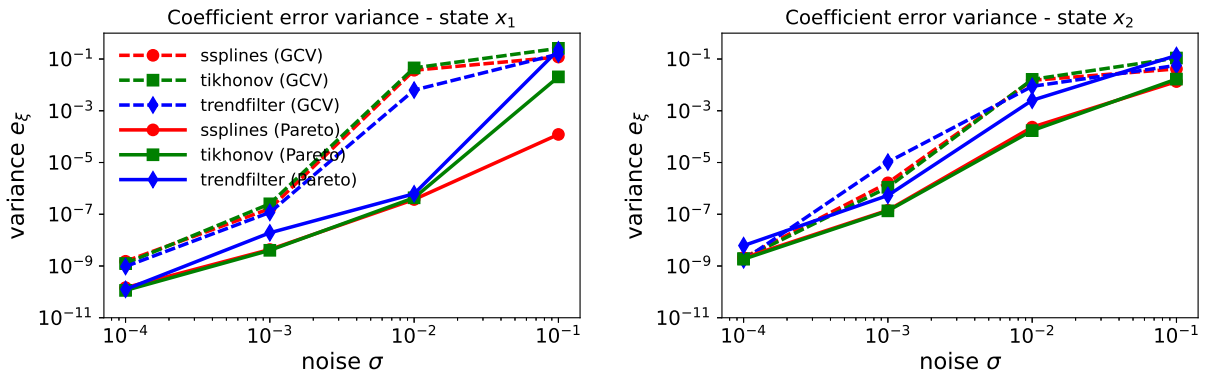 Coefficient error variance - state x₁
variance e_ξ
10⁻¹
10⁻³
10⁻⁵
10⁻⁷
10⁻⁹
10⁻¹¹
ssplines (GCV)
tikhonov (GCV)
trendfilter (GCV)
ssplines (Pareto)
tikhonov (Pareto)
trendfilter (Pareto)
10⁻⁴ 10⁻³ 10⁻² 10⁻¹
noise σ
Coefficient error variance - state x₂
variance e_ξ
10⁻¹
10⁻³
10⁻⁵
10⁻⁷
10⁻⁹
10⁻¹¹
10⁻⁴ 10⁻³ 10⁻² 10⁻¹
noise σ